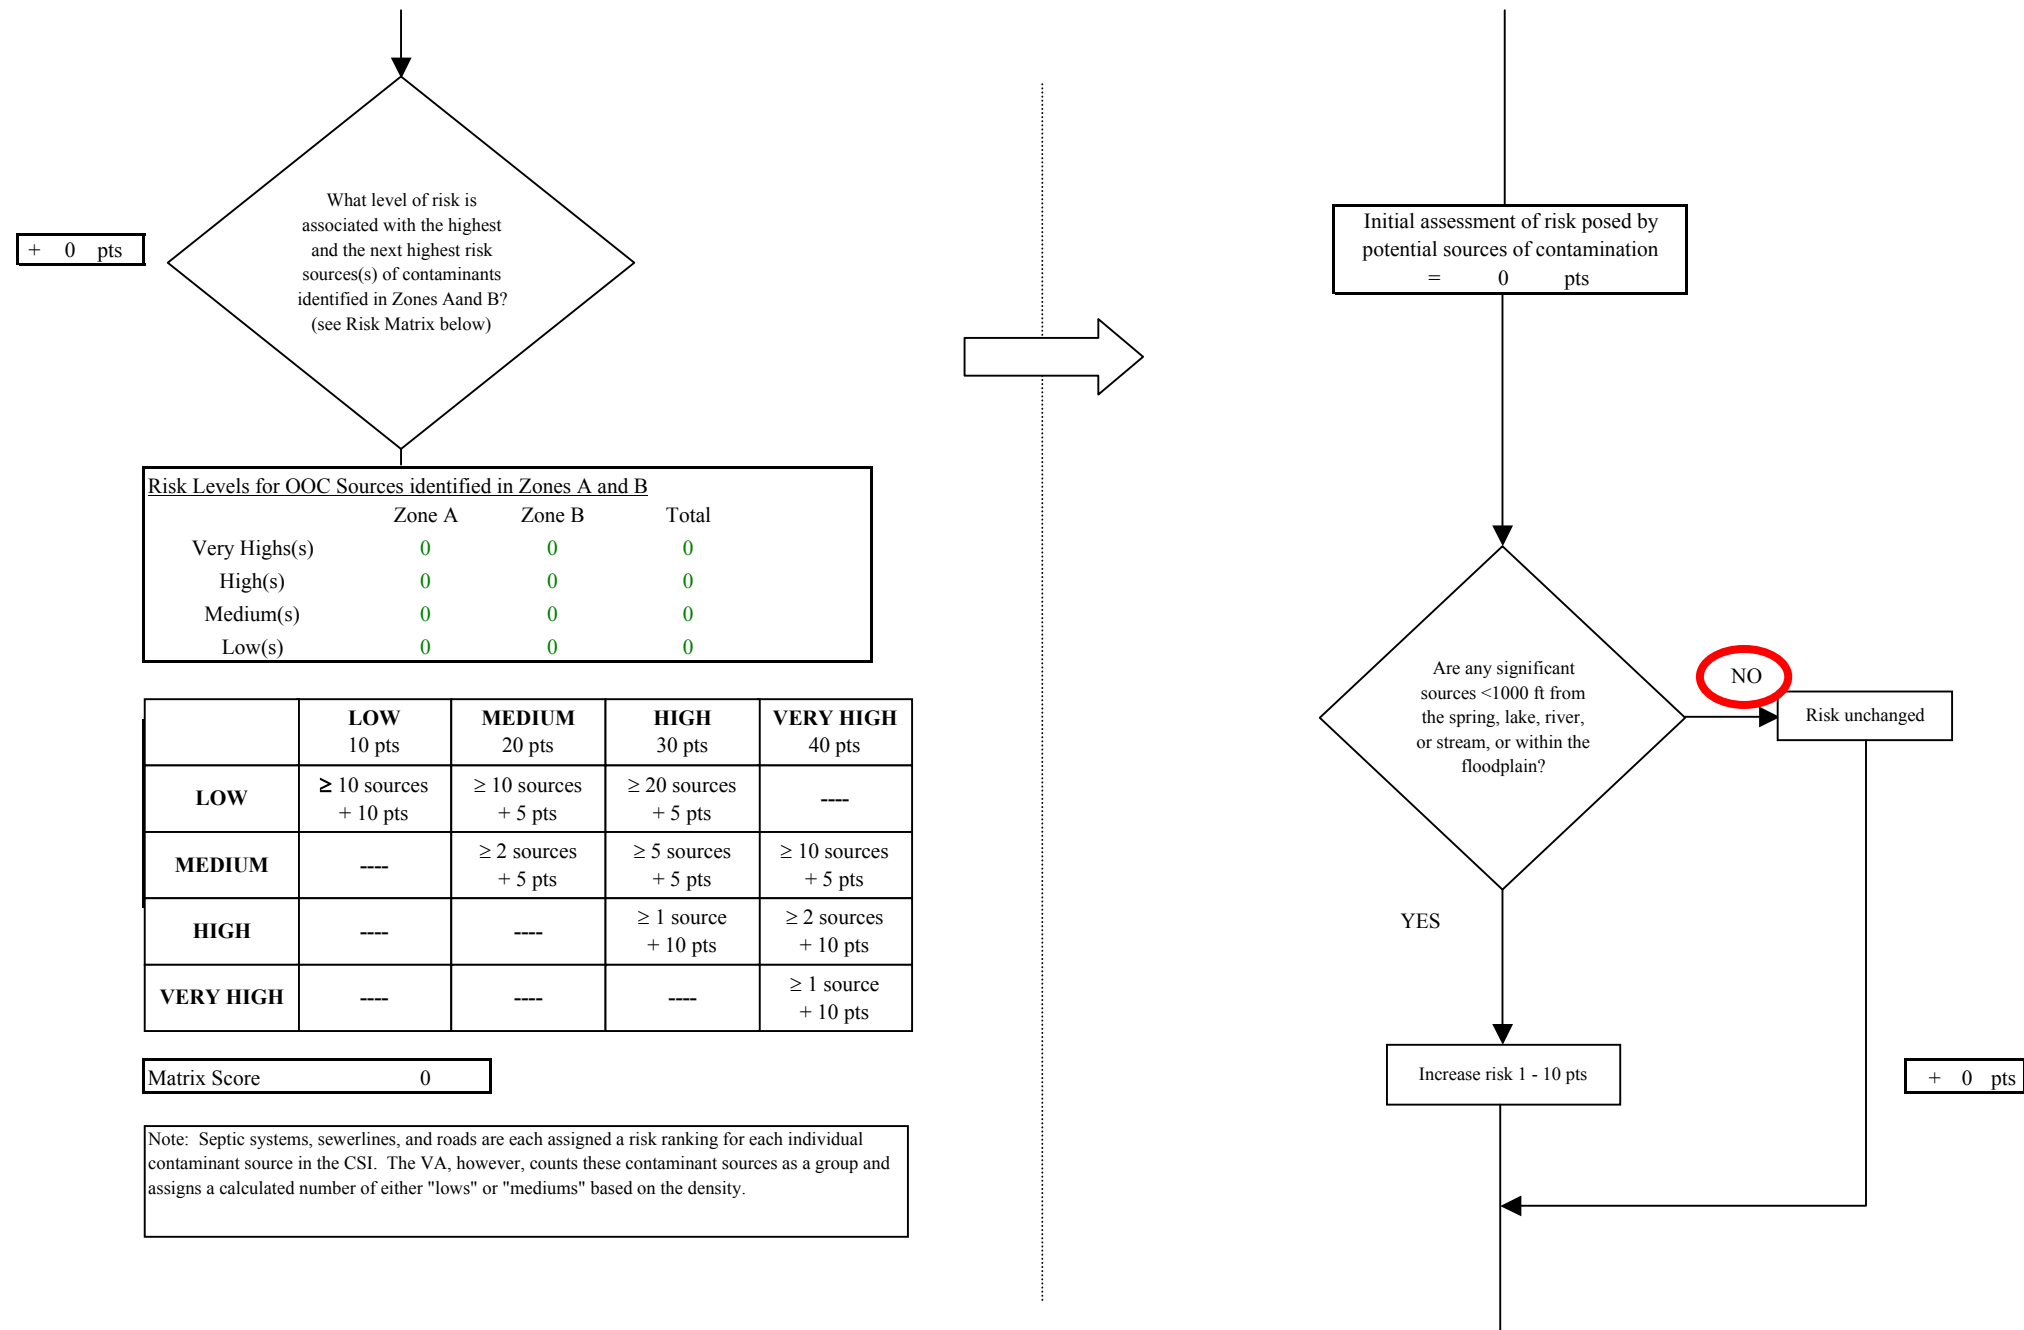 + 0 pts
What level of risk is
associated with the highest
and the next highest risk
sources(s) of contaminants
identified in Zones Aand B?
(see Risk Matrix below)
Risk Levels for OOC Sources identified in Zones A and B
Zone A Zone B Total
Very Highs(s) 0 0 0
High(s) 0 0 0
Medium(s) 0 0 0
Low(s) 0 0 0
LOW MEDIUM HIGH VERY HIGH
10 pts 20 pts 30 pts 40 pts
LOW ≥ 10 sources ≥ 10 sources ≥ 20 sources ----
+ 10 pts + 5 pts + 5 pts
MEDIUM ---- ≥ 2 sources ≥ 5 sources ≥ 10 sources
+ 5 pts + 5 pts + 5 pts
HIGH ---- ---- ≥ 1 source ≥ 2 sources
+ 10 pts + 10 pts
VERY HIGH ---- ---- ---- ≥ 1 source
+ 10 pts
Matrix Score 0
Note: Septic systems, sewerlines, and roads are each assigned a risk ranking for each individual
contaminant source in the CSI. The VA, however, counts these contaminant sources as a group and
assigns a calculated number of either "lows" or "mediums" based on the density.
Initial assessment of risk posed by
potential sources of contamination
= 0 pts
Are any significant
sources <1000 ft from
the spring, lake, river,
or stream, or within the
floodplain?
NO
Risk unchanged
YES
Increase risk 1 - 10 pts
+ 0 pts